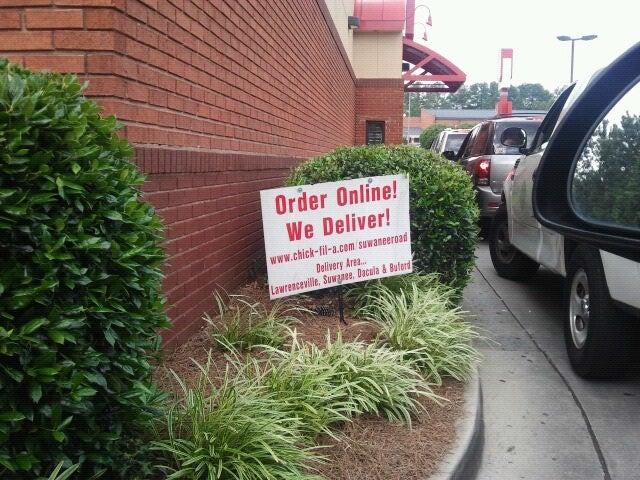 Order Online!
We Deliver!
www.chick-fil-a.com/suwaneeroad
Delivery Area...
Lawrenceville, Suwanee, Dacula & Buford